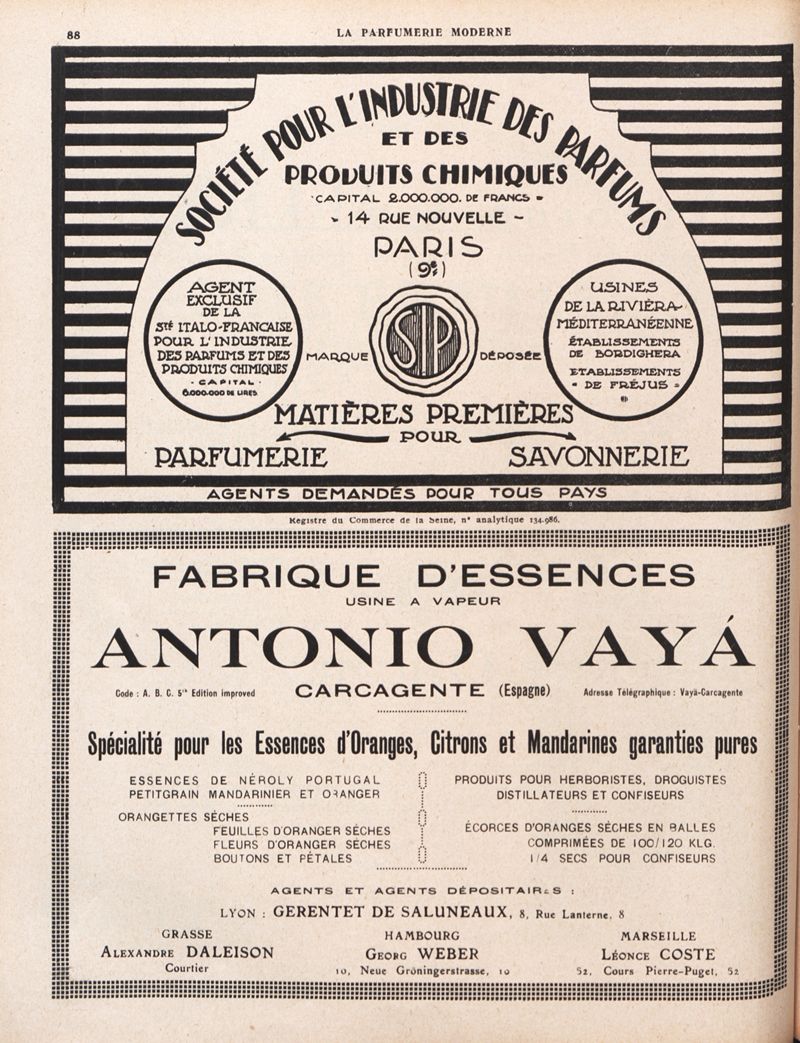 88
LA PARFUMERIE MODERNE
SOCIÉTÉ POUR L'INDUSTRIE DES PARFUMS
ET DES
PRODUITS CHIMIQUES
CAPITAL 2.000.000. DE FRANCS
14 RUE NOUVELLE
PARIS
(9e)
AGENT
EXCLUSIF
DE LA
Sté ITALO-FRANCAISE
POUR L'INDUSTRIE
DES PARFUMS ET DES
PRODUITS CHIMIQUES
- CAPITAL -
6.000.000 DE LIRES
MARQUE
SIP
DÉPOSÉE
USINES
DE LA RIVIÈRA
MÉDITERRANÉENNE
ÉTABLISSEMENTS
DE BORDIGHERA
ETABLISSEMENTS
DE FRÉJUS
MATIÈRES PREMIÈRES
POUR
PARFUMERIE
SAVONNERIE
AGENTS DEMANDÉS POUR TOUS PAYS
Registre du Commerce de la Seine, n° analytique 134.986.
FABRIQUE D'ESSENCES
USINE A VAPEUR
ANTONIO VAYÁ
Code : A. B. C. 5th Edition improved
CARCAGENTE (Espagne)
Adresse Télégraphique : Vayá-Carcagente
Spécialité pour les Essences d'Oranges, Citrons et Mandarines garanties pures
ESSENCES DE NÉROLY PORTUGAL
PETITGRAIN MANDARINIER ET ORANGER
ORANGETTES SÉCHES
FEUILLES D'ORANGER SÉCHES
FLEURS D'ORANGER SÉCHES
BOUTONS ET PÉTALES
PRODUITS POUR HERBORISTES, DROGUISTES
DISTILLATEURS ET CONFISEURS
ÉCORCES D'ORANGES SÉCHES EN BALLES
COMPRIMÉES DE 100/120 KLG.
1/4 SECS POUR CONFISEURS
AGENTS ET AGENTS DÉPOSITAIRES :
LYON : GERENTET DE SALUNEAUX, 8, Rue Lanterne, 8
GRASSE
ALEXANDRE DALEISON
Courtier
HAMBOURG
GEORG WEBER
10, Neue Gröningerstrasse, 10
MARSEILLE
LÉONCE COSTE
52, Cours Pierre-Puget, 52